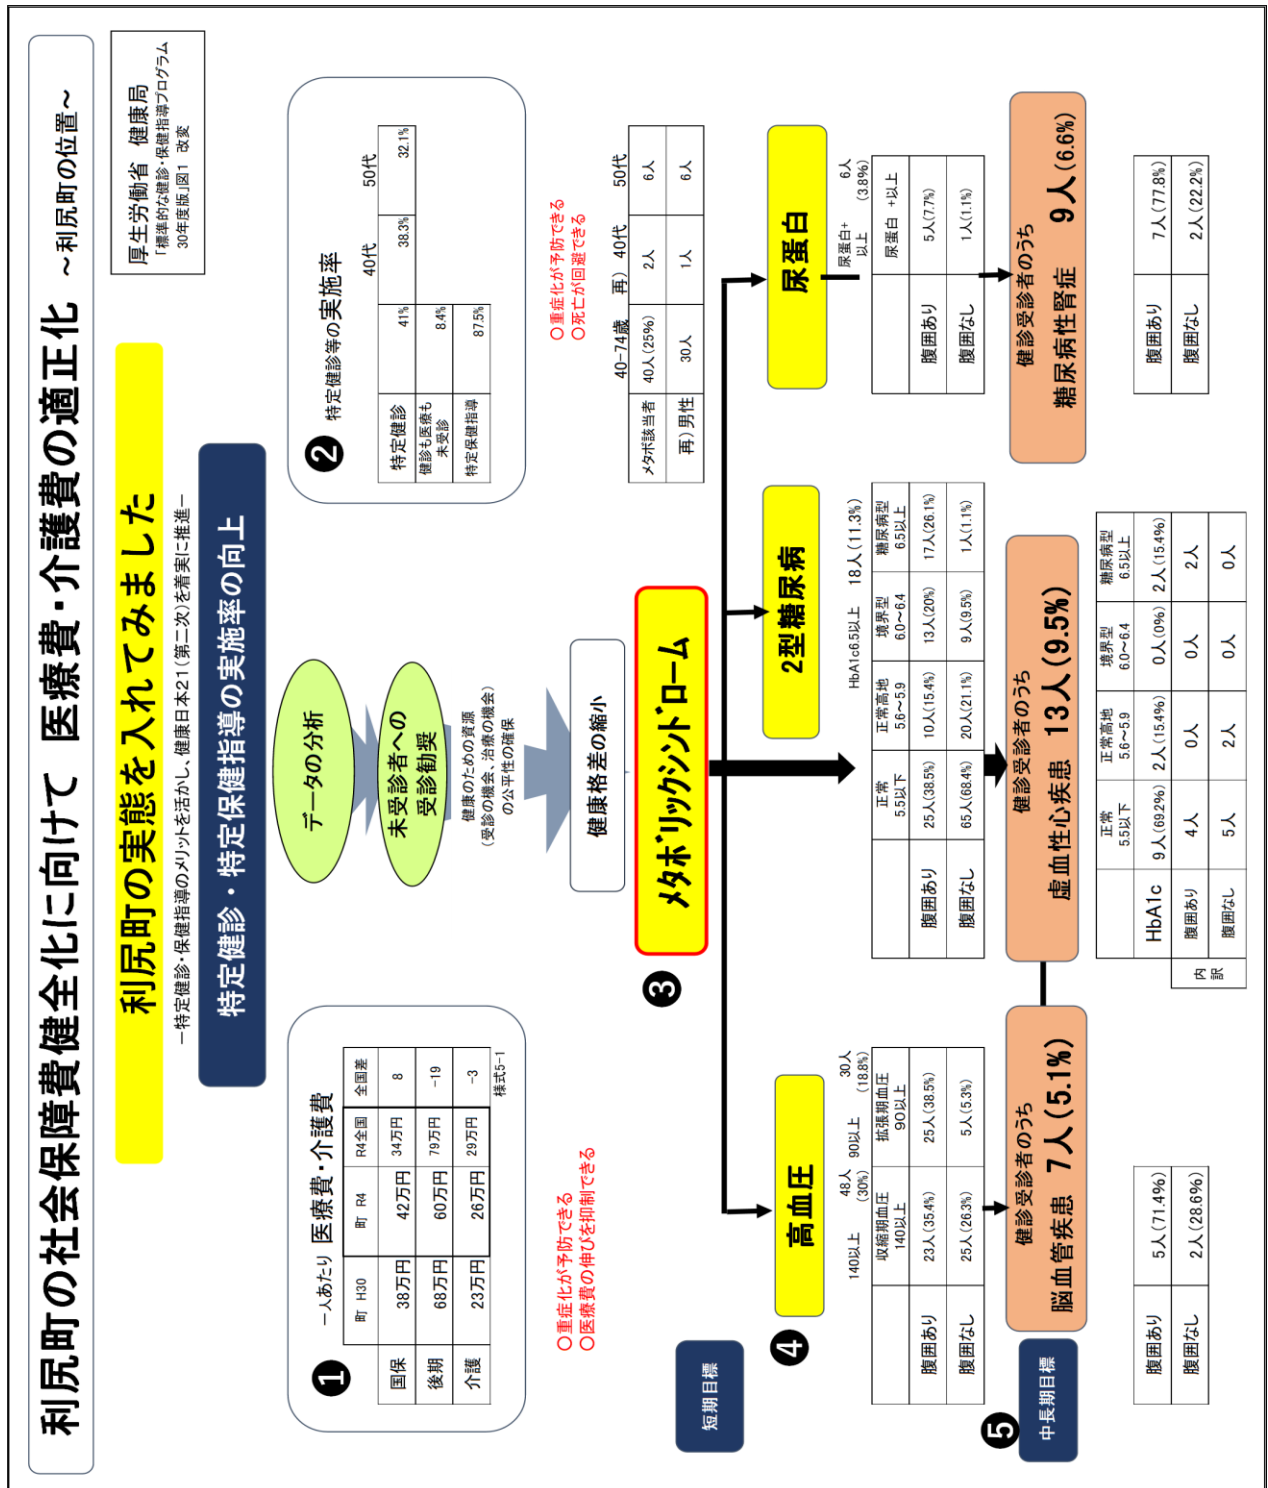 利尻町の社会保障費健全化に向けて　医療費・介護費の適正化　～利尻町の位置～
厚生労働省　健康局
「標準的な健診・保健指導プログラム
30年度版」図1　改変
利尻町の実態を入れてみました
－特定健診・保健指導のメリットを活かし、健康日本21（第二次）を着実に推進－
特定健診・特定保健指導の実施率の向上
❶
一人あたり 医療費・介護費
町 H30 町 R4 R4全国 全国差
国保 38万円 42万円 34万円 8
後期 68万円 60万円 79万円 -19
介護 23万円 26万円 29万円 -3
様式5-1
〇重症化が予防できる
〇医療費の伸びを抑制できる
データの分析
未受診者への
受診勧奨
健康のための資源
（受診の機会、治療の機会）
の公平性の確保
健康格差の縮小
❷
特定健診等の実施率
40代 50代
特定健診 41% 38.3% 32.1%
健診も医療も
未受診 8.4%
特定保健指導 87.5%
〇重症化が予防できる
〇死亡が回避できる
❸
メタボリックシンドローム
40-74歳 再）40代 50代
メタボ該当者 40人(25%) 2人 6人
再）男性 30人 1人 6人
短期目標
❹
高血圧
140以上 48人
(30%)
90以上 30人
(18.8%)
収縮期血圧
140以上
拡張期血圧
90以上
腹囲あり 23人(35.4%) 25人(38.5%)
腹囲なし 25人(26.3%) 5人(5.3%)
2型糖尿病
HbA1c6.5以上 18人(11.3%)
正常
5.5以下
正常高地
5.6～5.9
境界型
6.0～6.4
糖尿病型
6.5以上
腹囲あり 25人(38.5%) 10人(15.4%) 13人(20%) 17人(26.1%)
腹囲なし 65人(68.4%) 20人(21.1%) 9人(9.5%) 1人(1.1%)
尿蛋白
尿蛋白+
以上
6人
(3.8%)
尿蛋白 +以上
腹囲あり 5人(7.7%)
腹囲なし 1人(1.1%)
❺
中長期目標
健診受診者のうち
脳血管疾患　7人(5.1%)
腹囲あり 5人(71.4%)
腹囲なし 2人(28.6%)
健診受診者のうち
虚血性心疾患　13人(9.5%)
正常
5.5以下
正常高地
5.6～5.9
境界型
6.0～6.4
糖尿病型
6.5以上
HbA1c 9人(69.2%) 2人(15.4%) 0人(0%) 2人(15.4%)
内訳
腹囲あり 4人 0人 0人 2人
腹囲なし 5人 2人 0人 0人
健診受診者のうち
糖尿病性腎症　9人(6.6%)
腹囲あり 7人(77.8%)
腹囲なし 2人(22.2%)